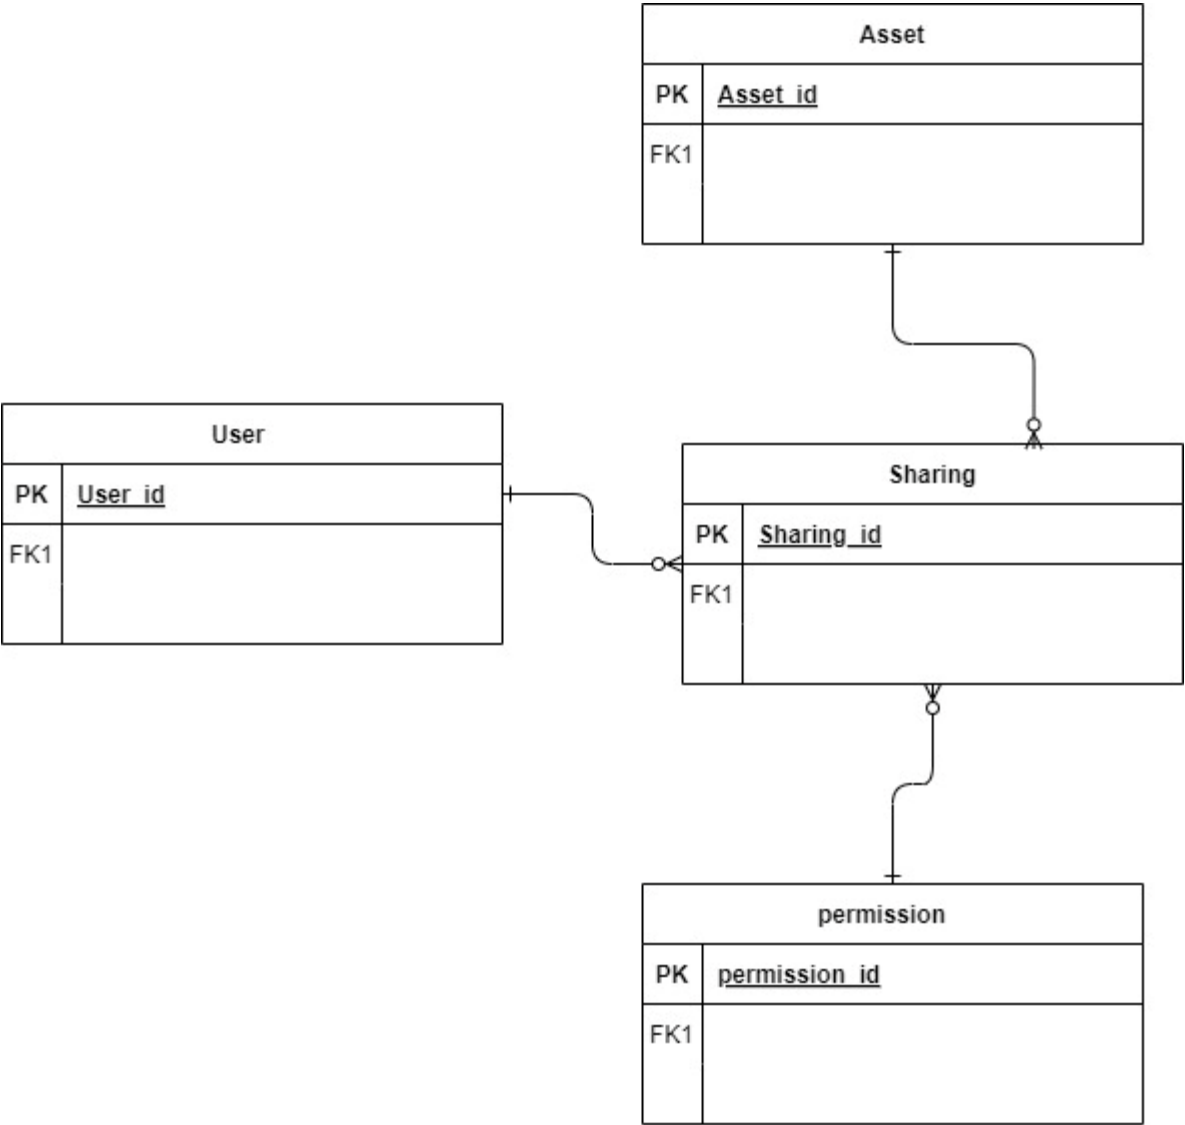 Asset
PK Asset_id
FK1
User
PK User_id
FK1
Sharing
PK Sharing_id
FK1
permission
PK permission_id
FK1